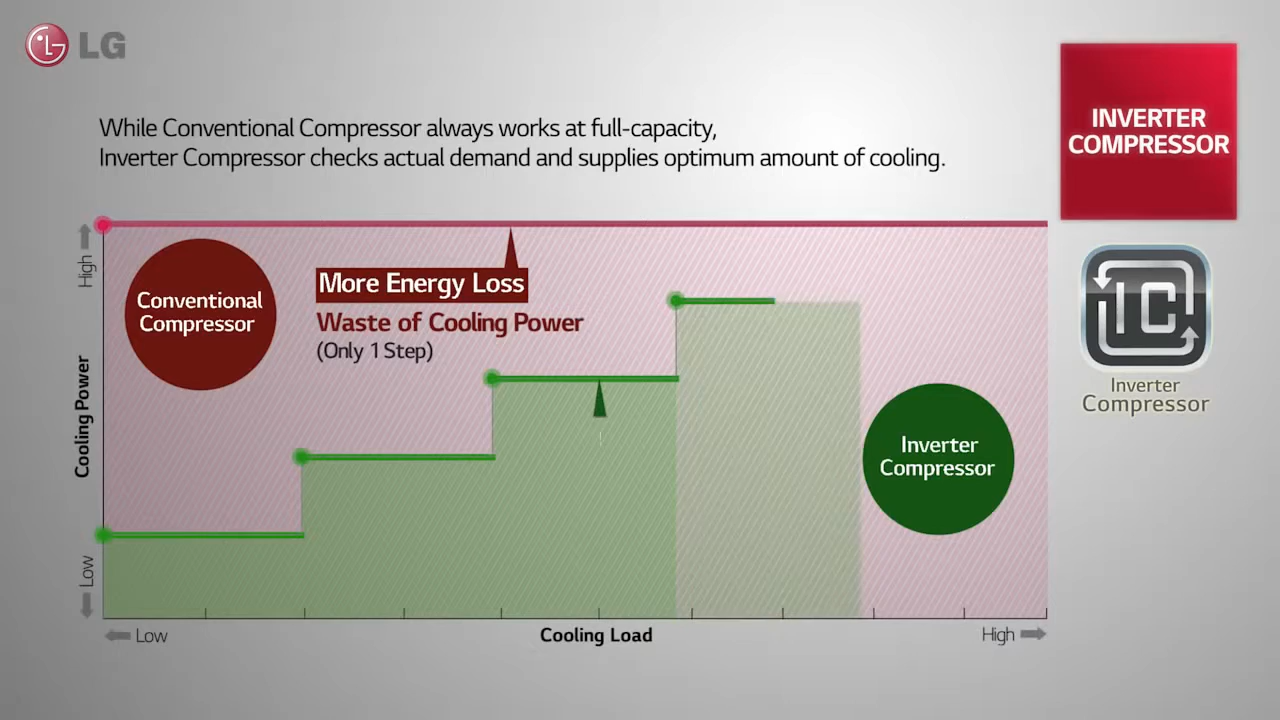 LG
While Conventional Compressor always works at full-capacity,
Inverter Compressor checks actual demand and supplies optimum amount of cooling.
INVERTER
COMPRESSOR
High
Cooling Power
Low
Conventional
Compressor
More Energy Loss
Waste of Cooling Power
(Only 1 Step)
Inverter
Compressor
IC
Inverter
Compressor
Low
Cooling Load
High